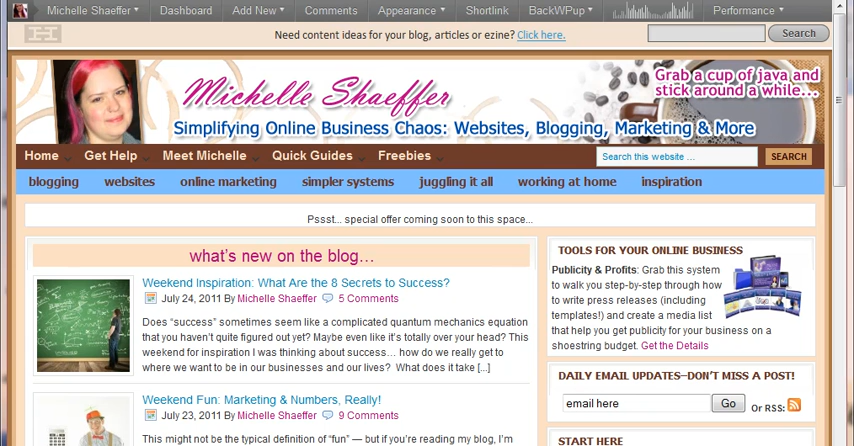 Michelle Shaeffer Dashboard Add New Comments Appearance Shortlink BackWPup Performance
Need content ideas for your blog, articles or ezine? Click here. Search
Michelle Shaeffer
Grab a cup of java and
stick around a while...
Simplifying Online Business Chaos: Websites, Blogging, Marketing & More
Home Get Help Meet Michelle Quick Guides Freebies Search this website ... SEARCH
blogging websites online marketing simpler systems juggling it all working at home inspiration
Pssst... special offer coming soon to this space...
what's new on the blog…
Weekend Inspiration: What Are the 8 Secrets to Success?
July 24, 2011 By Michelle Shaeffer 5 Comments
Does “success” sometimes seem like a complicated quantum mechanics equation
that you haven’t quite figured out yet? Maybe even like it’s totally over your head? This
weekend for inspiration I was thinking about success… how do we really get to
where we want to be in our businesses and our lives? What does it take [...]
Weekend Fun: Marketing & Numbers, Really!
July 23, 2011 By Michelle Shaeffer 9 Comments
This might not be the typical definition of “fun” — but if you’re reading my blog, I’m
TOOLS FOR YOUR ONLINE BUSINESS
Publicity & Profits: Grab this system
to walk you step-by-step through how
to write press releases (including
templates!) and create a media list
that help you get publicity for your business on a
shoestring budget. Get the Details
DAILY EMAIL UPDATES–DON’T MISS A POST!
email here Go Or RSS:
START HERE